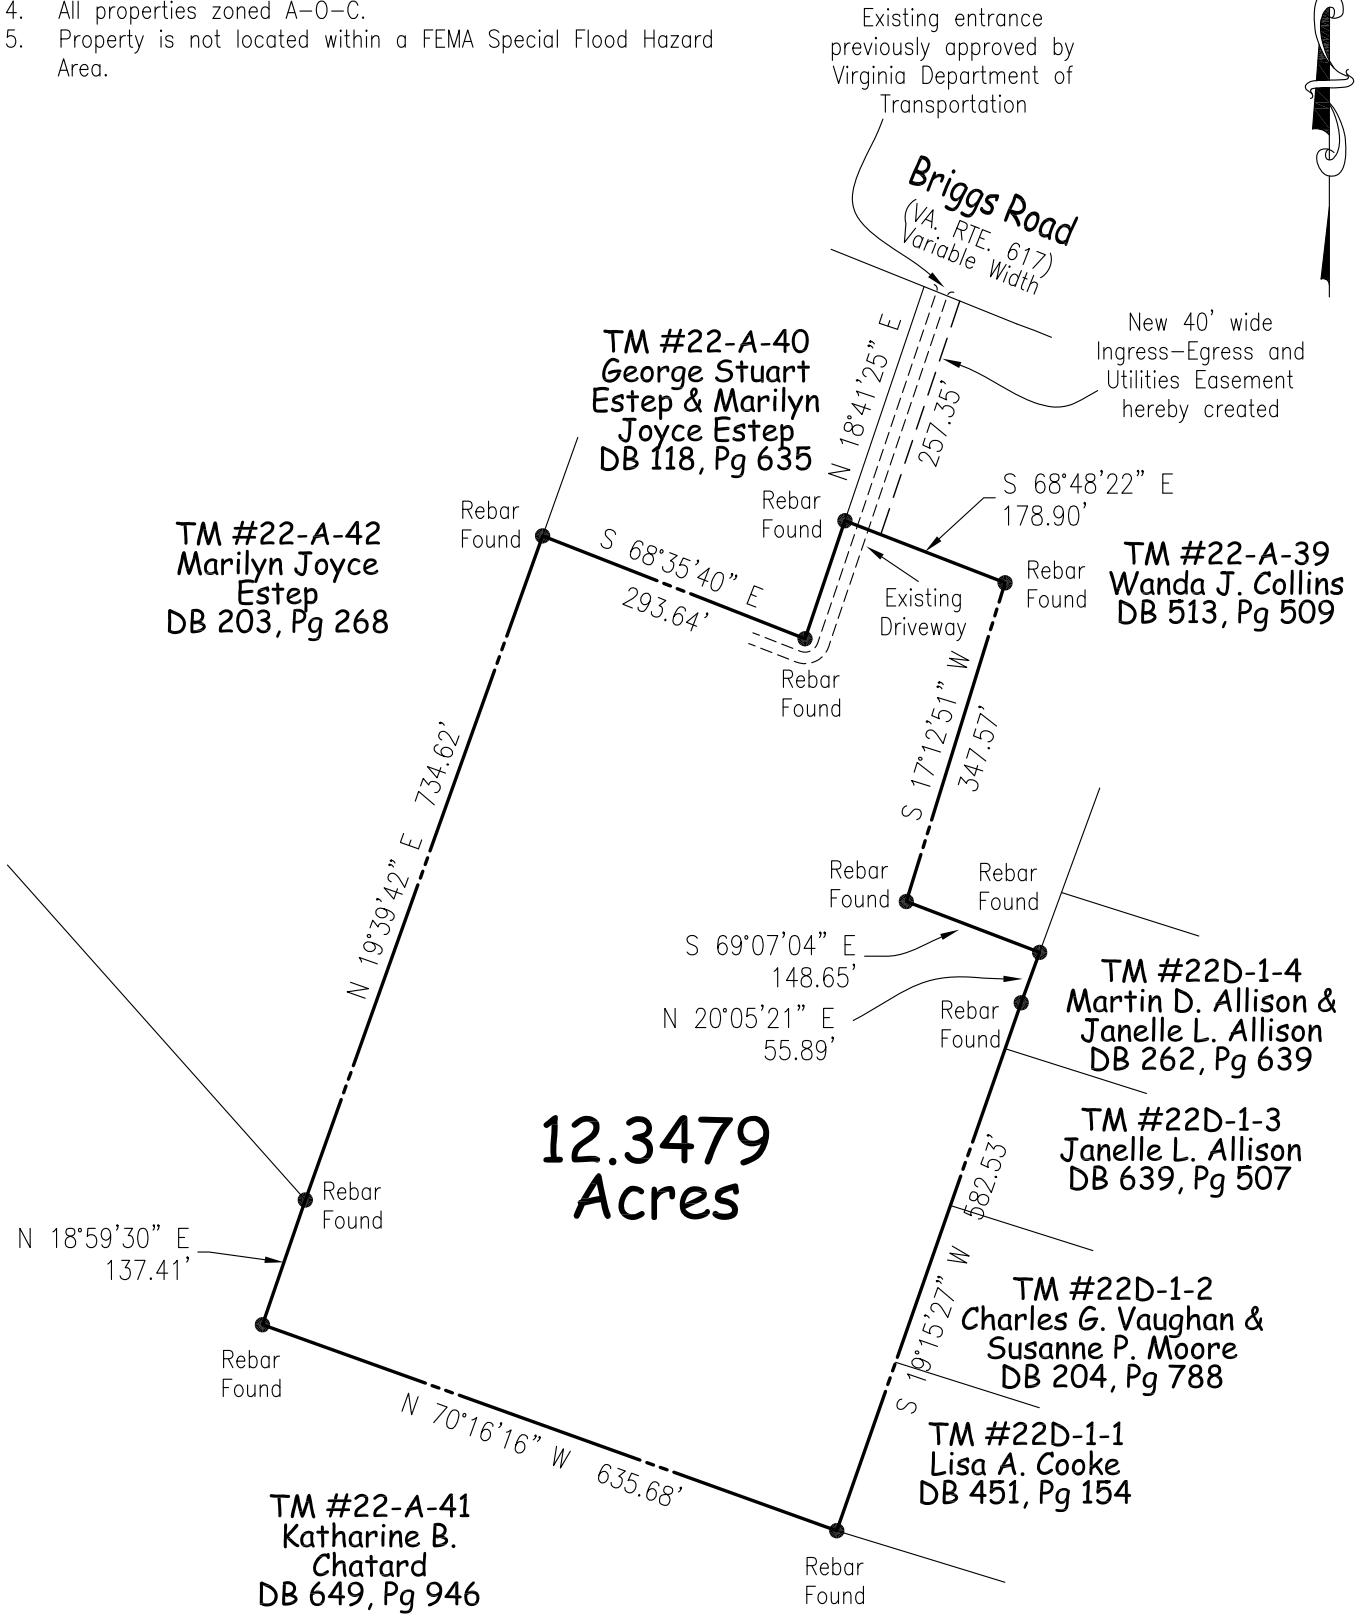 4. All properties zoned A-O-C.
5. Property is not located within a FEMA Special Flood Hazard
Area.
Existing entrance
previously approved by
Virginia Department of
Transportation
Briggs Road
(VA. RTE. 617)
Variable Width
New 40' wide
Ingress-Egress and
Utilities Easement
hereby created
TM #22-A-40
George Stuart
Estep & Marilyn
Joyce Estep
DB 118, Pg 635
N 18°41'25" E
257.35'
S 68°48'22" E
178.90'
Rebar
Found
Rebar
Found
TM #22-A-42
Marilyn Joyce
Estep
DB 203, Pg 268
S 68°35'40" E
293.64'
Existing
Driveway
Rebar
Found
TM #22-A-39
Wanda J. Collins
DB 513, Pg 509
Rebar
Found
S 17°12'51" W
347.57'
N 19°39'42" E 734.62'
Rebar
Found
Rebar
Found
S 69°07'04" E
148.65'
N 20°05'21" E
55.89'
Rebar
Found
TM #22D-1-4
Martin D. Allison &
Janelle L. Allison
DB 262, Pg 639
12.3479
Acres
TM #22D-1-3
Janelle L. Allison
DB 639, Pg 507
S 19°15'27" W 582.53'
Rebar
Found
N 18°59'30" E
137.41'
TM #22D-1-2
Charles G. Vaughan &
Susanne P. Moore
DB 204, Pg 788
Rebar
Found
N 70°16'16" W 635.68'
TM #22D-1-1
Lisa A. Cooke
DB 451, Pg 154
TM #22-A-41
Katharine B.
Chatard
DB 649, Pg 946
Rebar
Found